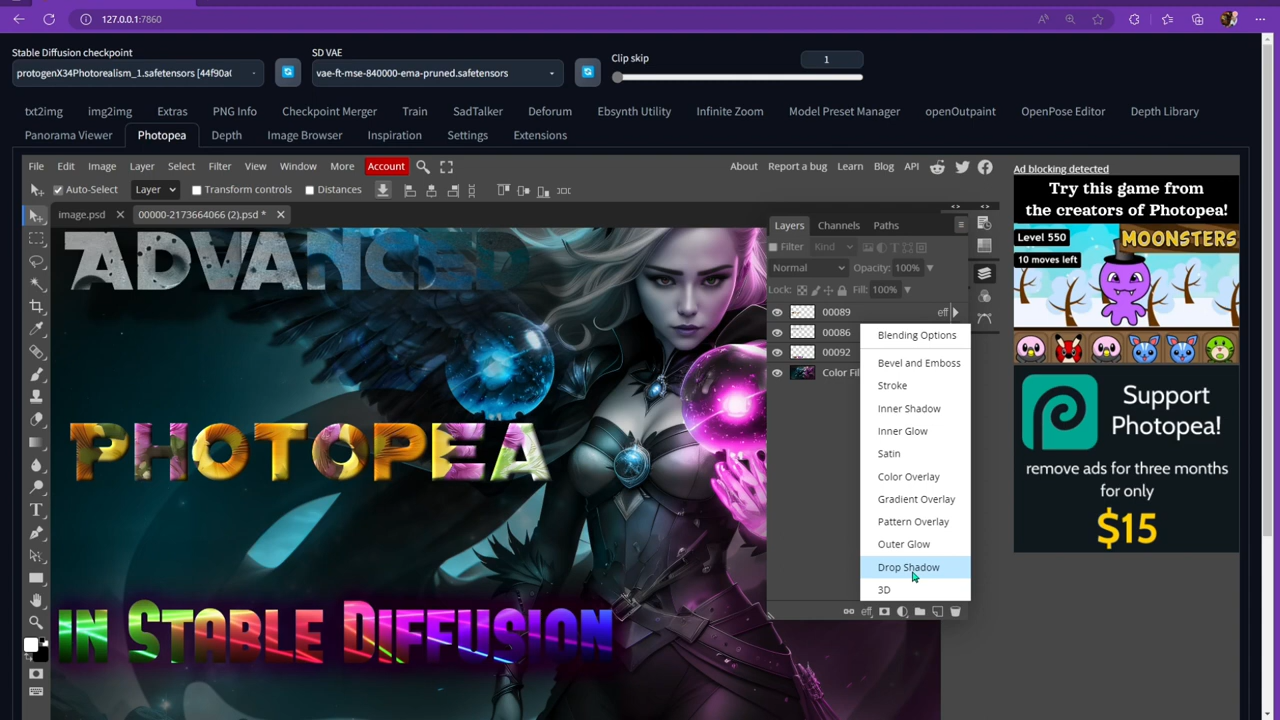 127.0.0.1:7860
Stable Diffusion checkpoint
SD VAE
Clip skip
1
protogenX34Photorealism_1.safetensors [44f90a0
vae-ft-mse-840000-ema-pruned.safetensors
txt2img img2img Extras PNG Info Checkpoint Merger Train SadTalker Deforum Ebsynth Utility Infinite Zoom Model Preset Manager openOutpaint OpenPose Editor Depth Library
Panorama Viewer Photopea Depth Image Browser Inspiration Settings Extensions
File Edit Image Layer Select Filter View Window More Account About Report a bug Learn Blog API
Auto-Select Layer Transform controls Distances
image.psd 00000-2173664066 (2).psd *
Layers Channels Paths
Filter Kind
Normal Opacity: 100%
Lock: Fill: 100%
00089 eff
00086
00092
Color Fil
Blending Options
Bevel and Emboss
Stroke
Inner Shadow
Inner Glow
Satin
Color Overlay
Gradient Overlay
Pattern Overlay
Outer Glow
Drop Shadow
3D
eff
ADVANCED
PHOTOPEA
IN STABLE DIFFUSION
Ad blocking detected
Try this game from
the creators of Photopea!
Level 550
MOONSTERS
10 moves left
Support
Photopea!
remove ads for three months
for only
$15